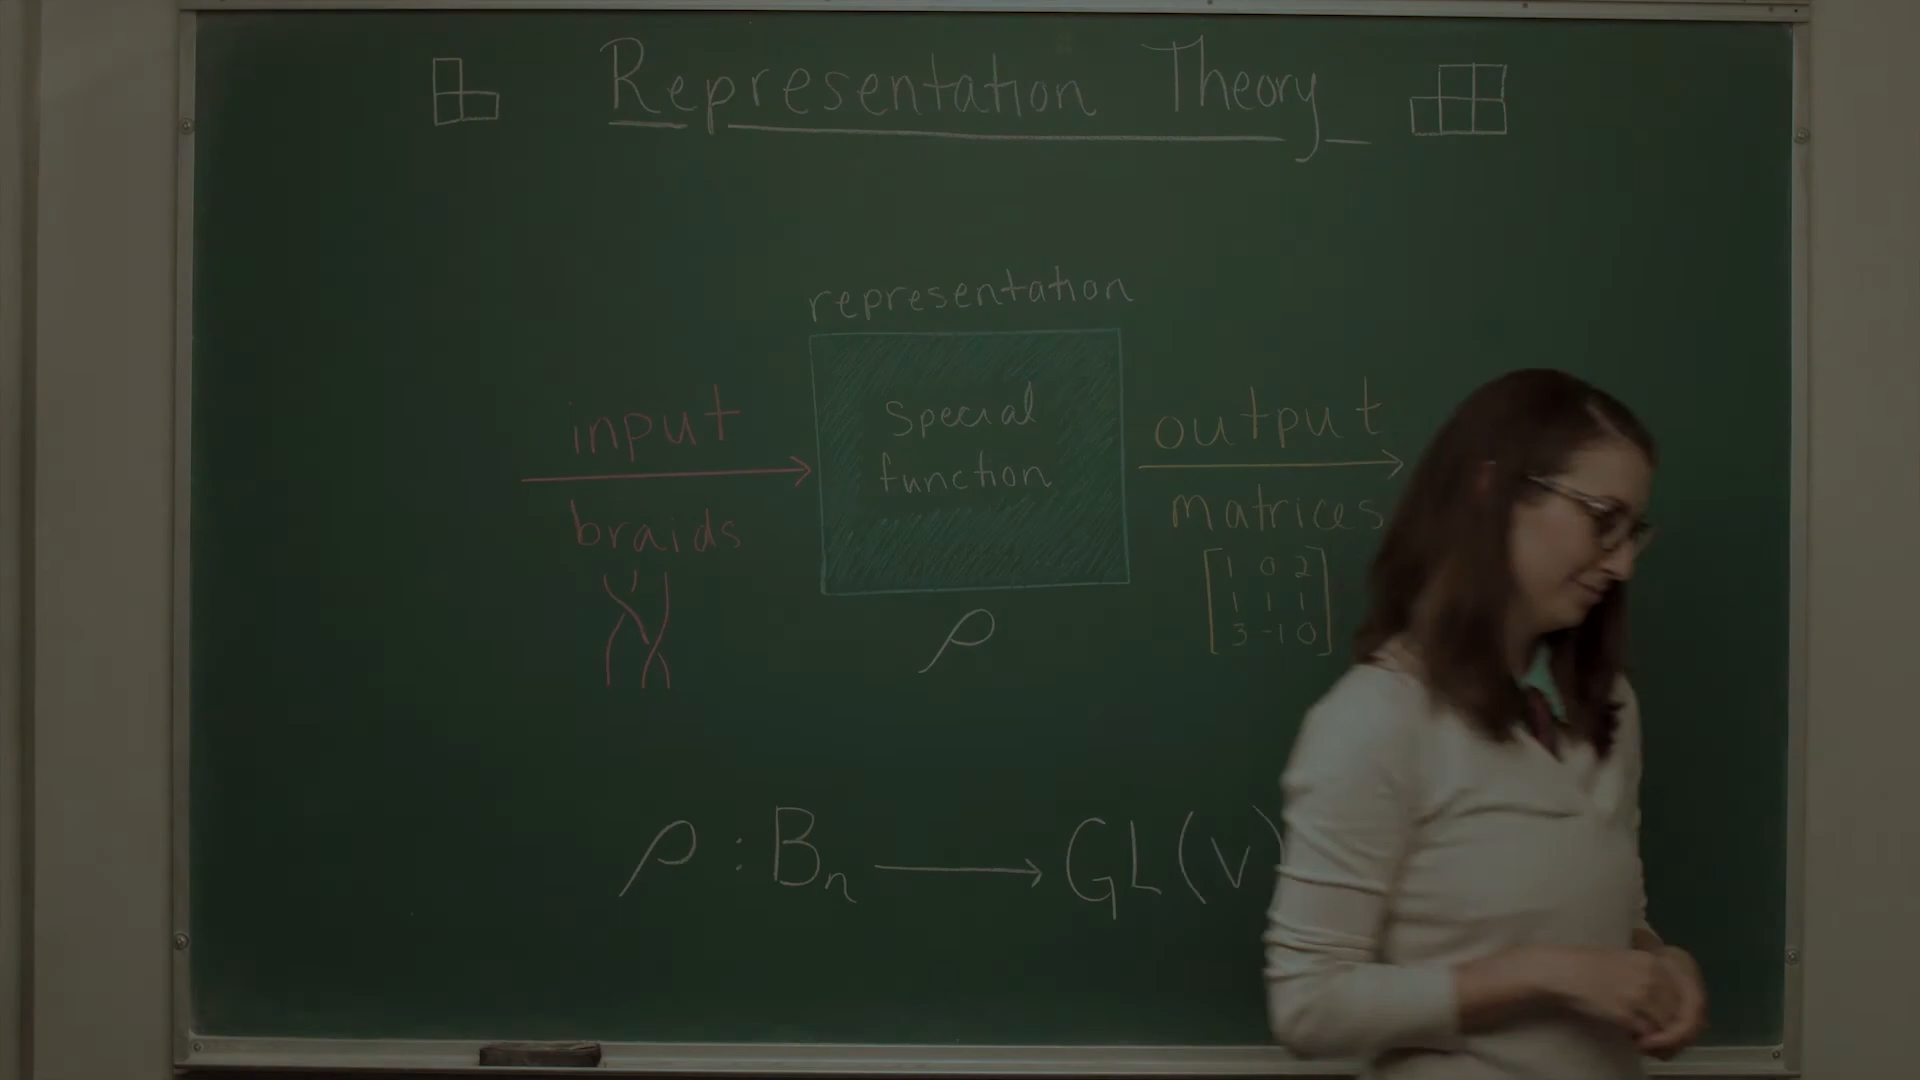 Representation Theory
representation
input
special
function
output
braids
matrices
1 0 2
1 1 1
3 -1 0
ρ
ρ : Bn ⟶ GL(V)